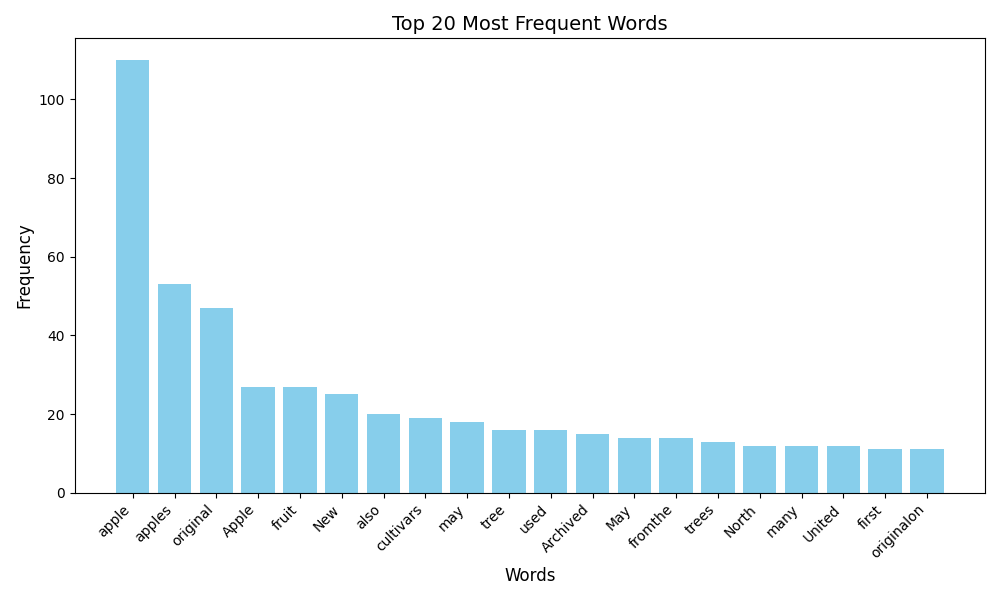 Top 20 Most Frequent Words
Frequency
100
80
60
40
20
0
apple
apples
original
Apple
fruit
New
also
cultivars
may
tree
used
Archived
May
fromthe
trees
North
many
United
first
originalon
Words